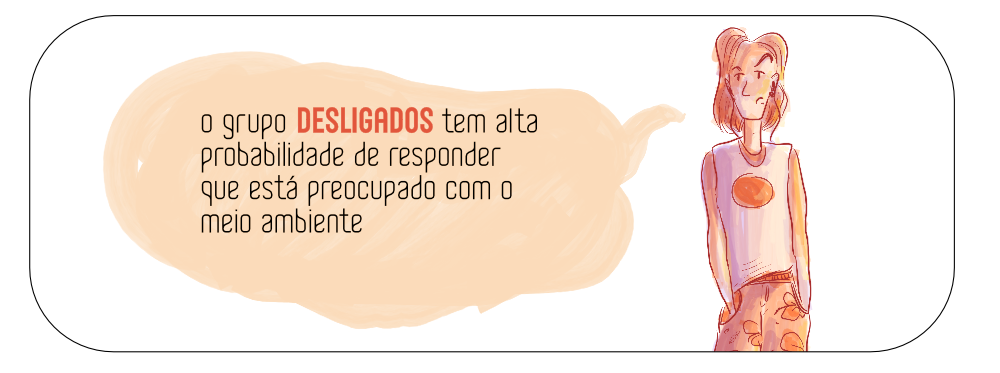 o grupo DESLIGADOS tem alta
probabilidade de responder
que está preocupado com o
meio ambiente